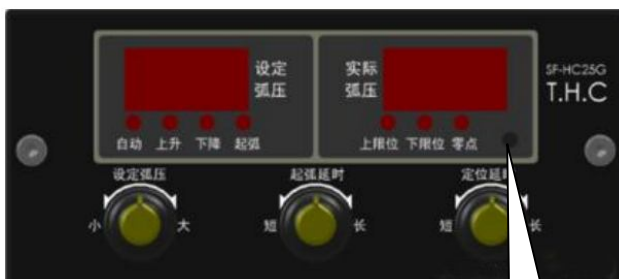 设定
弧压
实际
弧压
SF-HC25G
T.H.C
自动 上升 下降 起弧
上限位 下限位 零点
设定弧压 起弧延时 定位延时
小 大 短 长 短 长